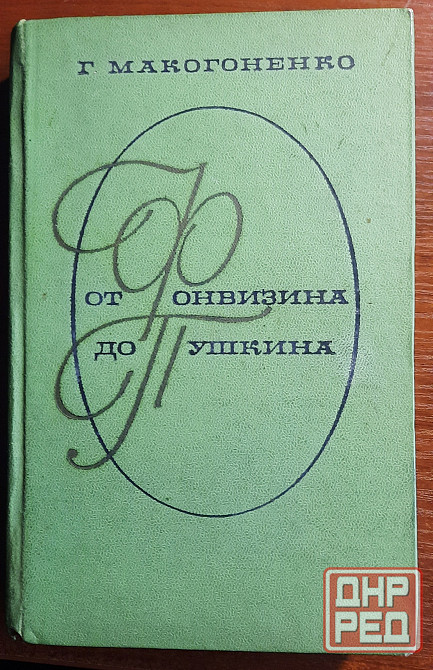 Г МАКОГОНЕНКО
ОТ ФОНВИЗИНА
ДО ПУШКИНА
ДНР
РЕД